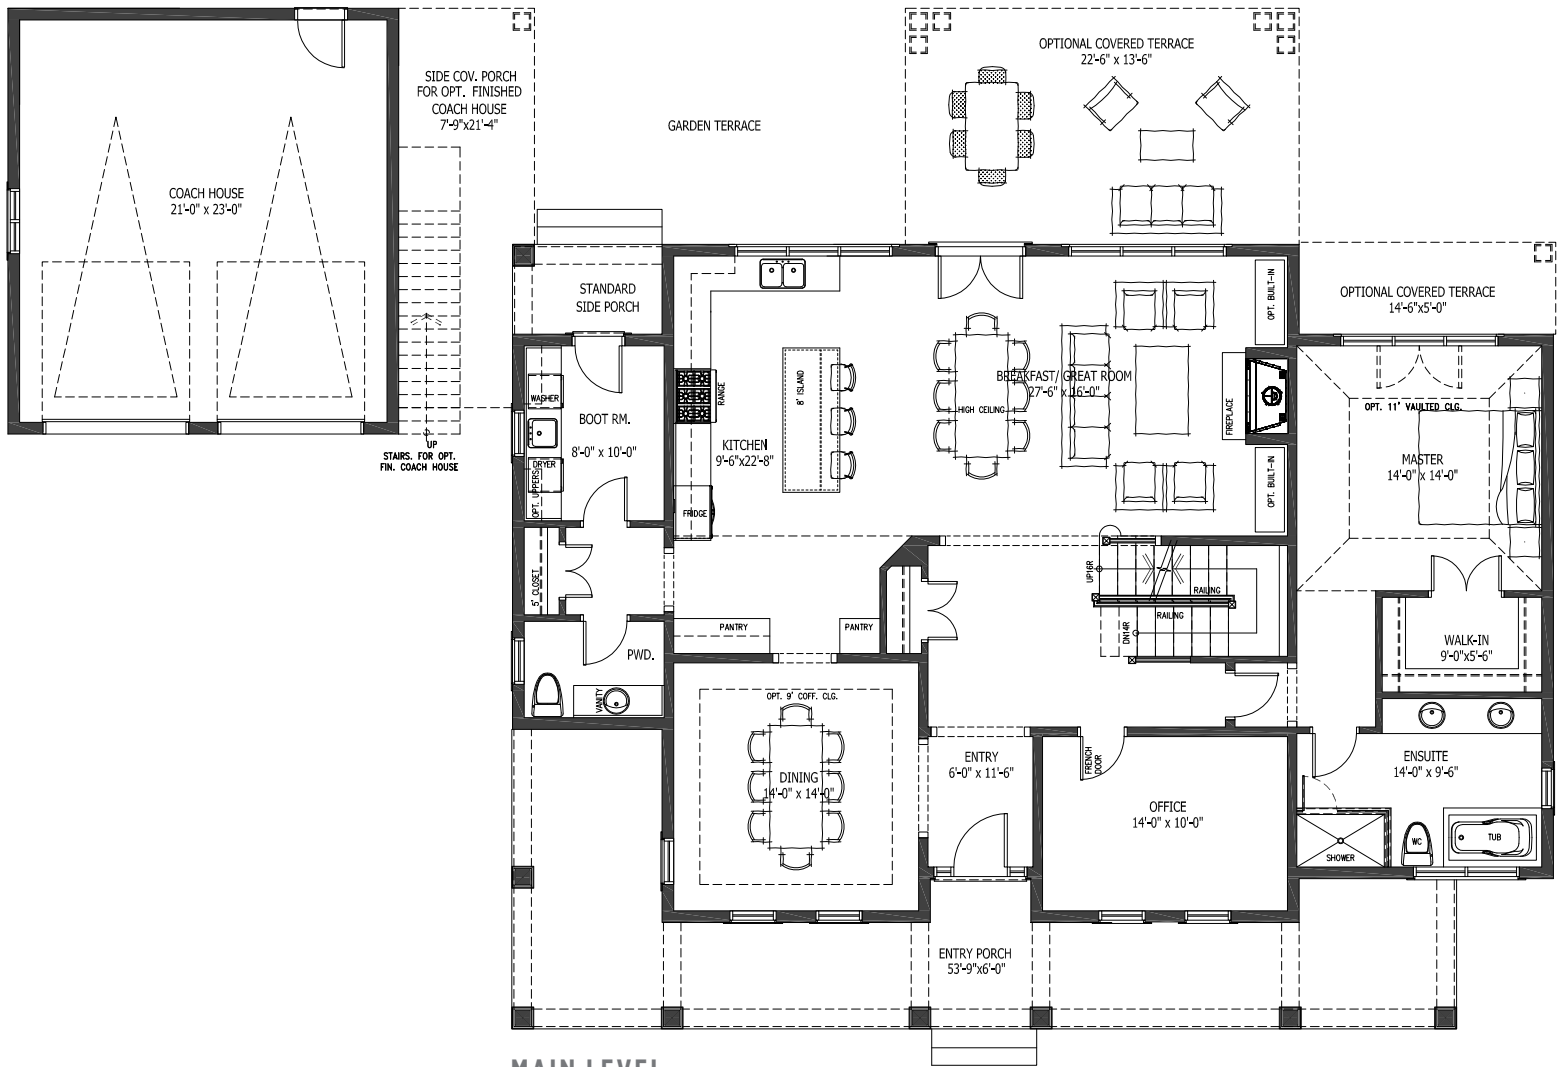 SIDE COV. PORCH
FOR OPT. FINISHED
COACH HOUSE
7'-9"x21'-4"
OPTIONAL COVERED TERRACE
22'-6" x 13'-6"
GARDEN TERRACE
COACH HOUSE
21'-0" x 23'-0"
STANDARD
SIDE PORCH
OPT. BUILT-IN
OPTIONAL COVERED TERRACE
14'-6"x5'-0"
WASHER
BOOT RM.
8'-0" x 10'-0"
DRYER
OPT. UPPERS
RANGE
8' ISLAND
KITCHEN
9'-6"x22'-8"
FRIDGE
BREAKFAST/ GREAT ROOM
27'-6" x 16'-0"
HIGH CEILING
FIREPLACE
OPT. BUILT-IN
OPT. 11' VAULTED CLG.
MASTER
14'-0" x 14'-0"
UP
STAIRS. FOR OPT.
FIN. COACH HOUSE
5' CLOSET
UP16R
RAILING
RAILING
DN14R
PANTRY
PANTRY
PWD.
VANITY
WALK-IN
9'-0"x5'-6"
OPT. 9' COFF. CLG.
DINING
14'-0" x 14'-0"
ENTRY
6'-0" x 11'-6"
FRENCH
DOOR
OFFICE
14'-0" x 10'-0"
ENSUITE
14'-0" x 9'-6"
SHOWER
WC
TUB
ENTRY PORCH
53'-9"x6'-0"
MAIN LEVEL